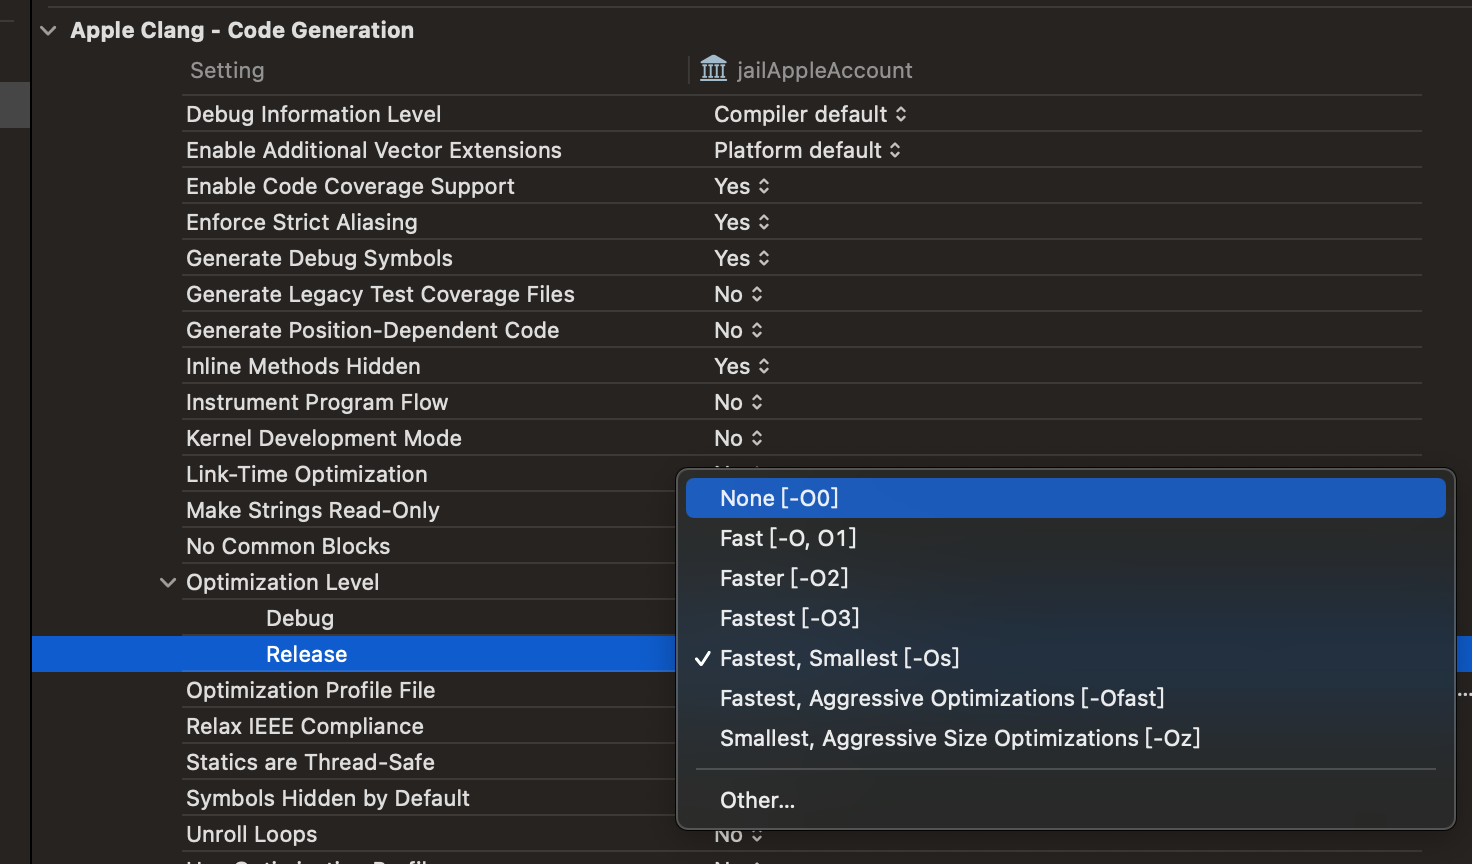 Apple Clang - Code Generation
Setting jailAppleAccount
Debug Information Level Compiler default
Enable Additional Vector Extensions Platform default
Enable Code Coverage Support Yes
Enforce Strict Aliasing Yes
Generate Debug Symbols Yes
Generate Legacy Test Coverage Files No
Generate Position-Dependent Code No
Inline Methods Hidden Yes
Instrument Program Flow No
Kernel Development Mode No
Link-Time Optimization
Make Strings Read-Only
No Common Blocks
Optimization Level
Debug
Release
Optimization Profile File
Relax IEEE Compliance
Statics are Thread-Safe
Symbols Hidden by Default
Unroll Loops No
None [-O0]
Fast [-O, O1]
Faster [-O2]
Fastest [-O3]
✓ Fastest, Smallest [-Os]
Fastest, Aggressive Optimizations [-Ofast]
Smallest, Aggressive Size Optimizations [-Oz]
Other...